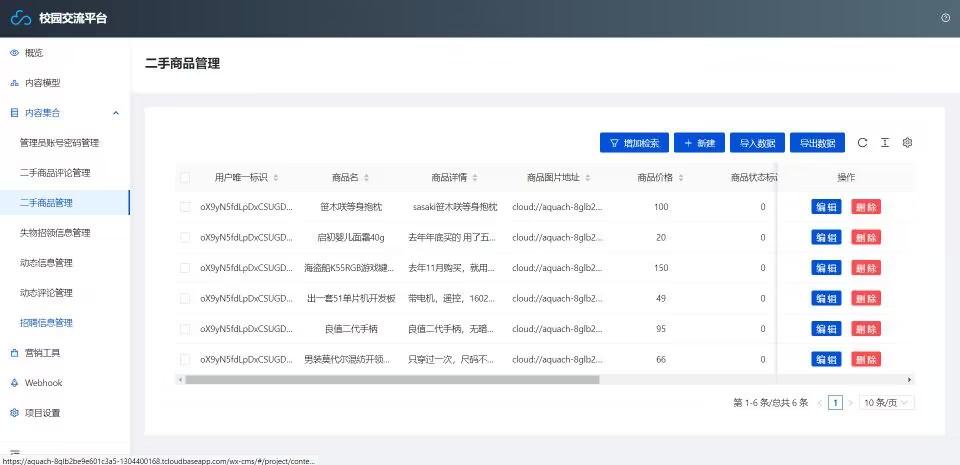 校园交流平台
概览
内容模型
内容集合
管理员账号密码管理
二手商品评论管理
二手商品管理
失物招领信息管理
动态信息管理
动态评论管理
招聘信息管理
营销工具
Webhook
项目设置
二手商品管理
增加检索 + 新建 导入数据 导出数据
用户唯一标识 商品名 商品详情 商品图片地址 商品价格 商品状态标识 操作
oX9yN5fdLpDxCSUGD... 笹木咲等身抱枕 sasaki笹木咲等身抱枕 cloud://aquach-8glb2... 100 0 编辑 删除
oX9yN5fdLpDxCSUGD... 启初婴儿面霜40g 去年年底买的 用了五... cloud://aquach-8glb2... 20 0 编辑 删除
oX9yN5fdLpDxCSUGD... 海盗船K55RGB游戏键... 去年11月购买，就用... cloud://aquach-8glb2... 150 0 编辑 删除
oX9yN5fdLpDxCSUGD... 出一套51单片机开发板 带电机，遥控，1602... cloud://aquach-8glb2... 49 0 编辑 删除
oX9yN5fdLpDxCSUGD... 良值二代手柄 良值二代手柄，无暗... cloud://aquach-8glb2... 95 0 编辑 删除
oX9yN5fdLpDxCSUGD... 男装莫代尔混纺开领... 只穿过一次，尺码不... cloud://aquach-8glb2... 66 0 编辑 删除
第 1-6 条/总共 6 条 < 1 > 10 条/页
https://aquach-8glb2be9e601c3a5-1304400168.tcloudbaseapp.com/wx-cms/#/project/conte...